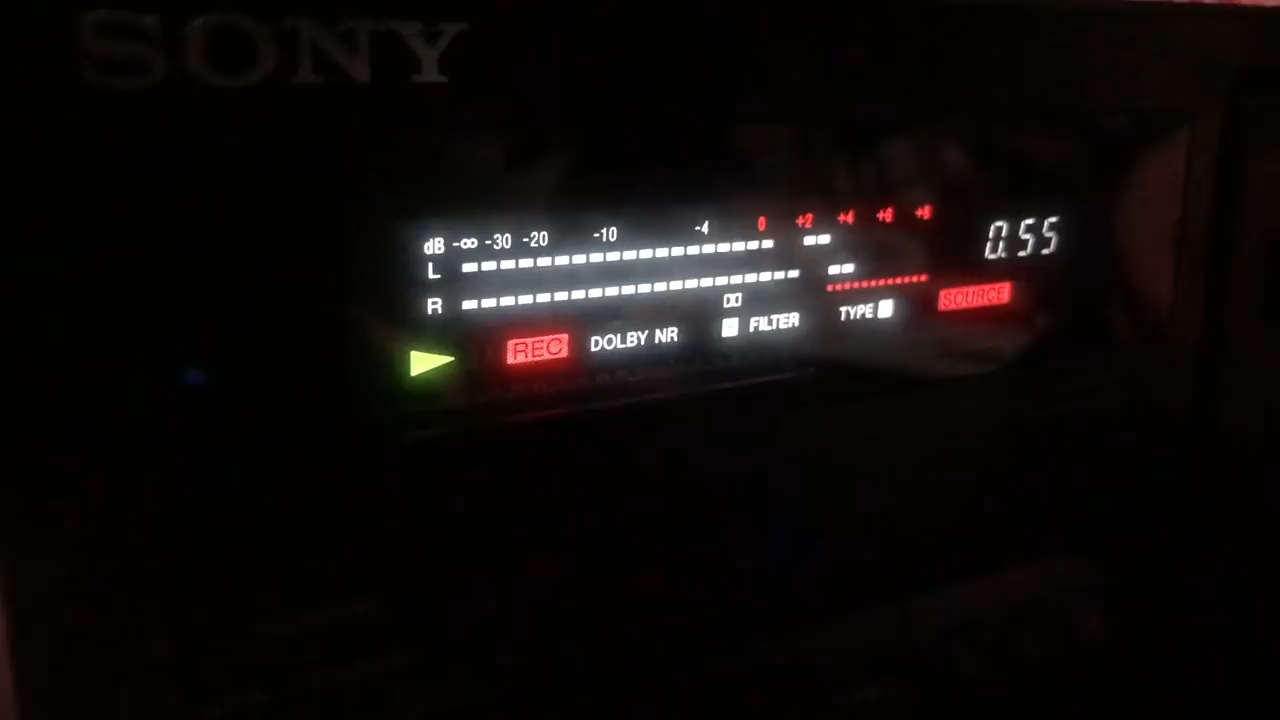 SONY
dB -∞ -30 -20 -10 -4 0 +2 +4 +6 +8
L
R
0.55
REC DOLBY NR FILTER TYPE SOURCE